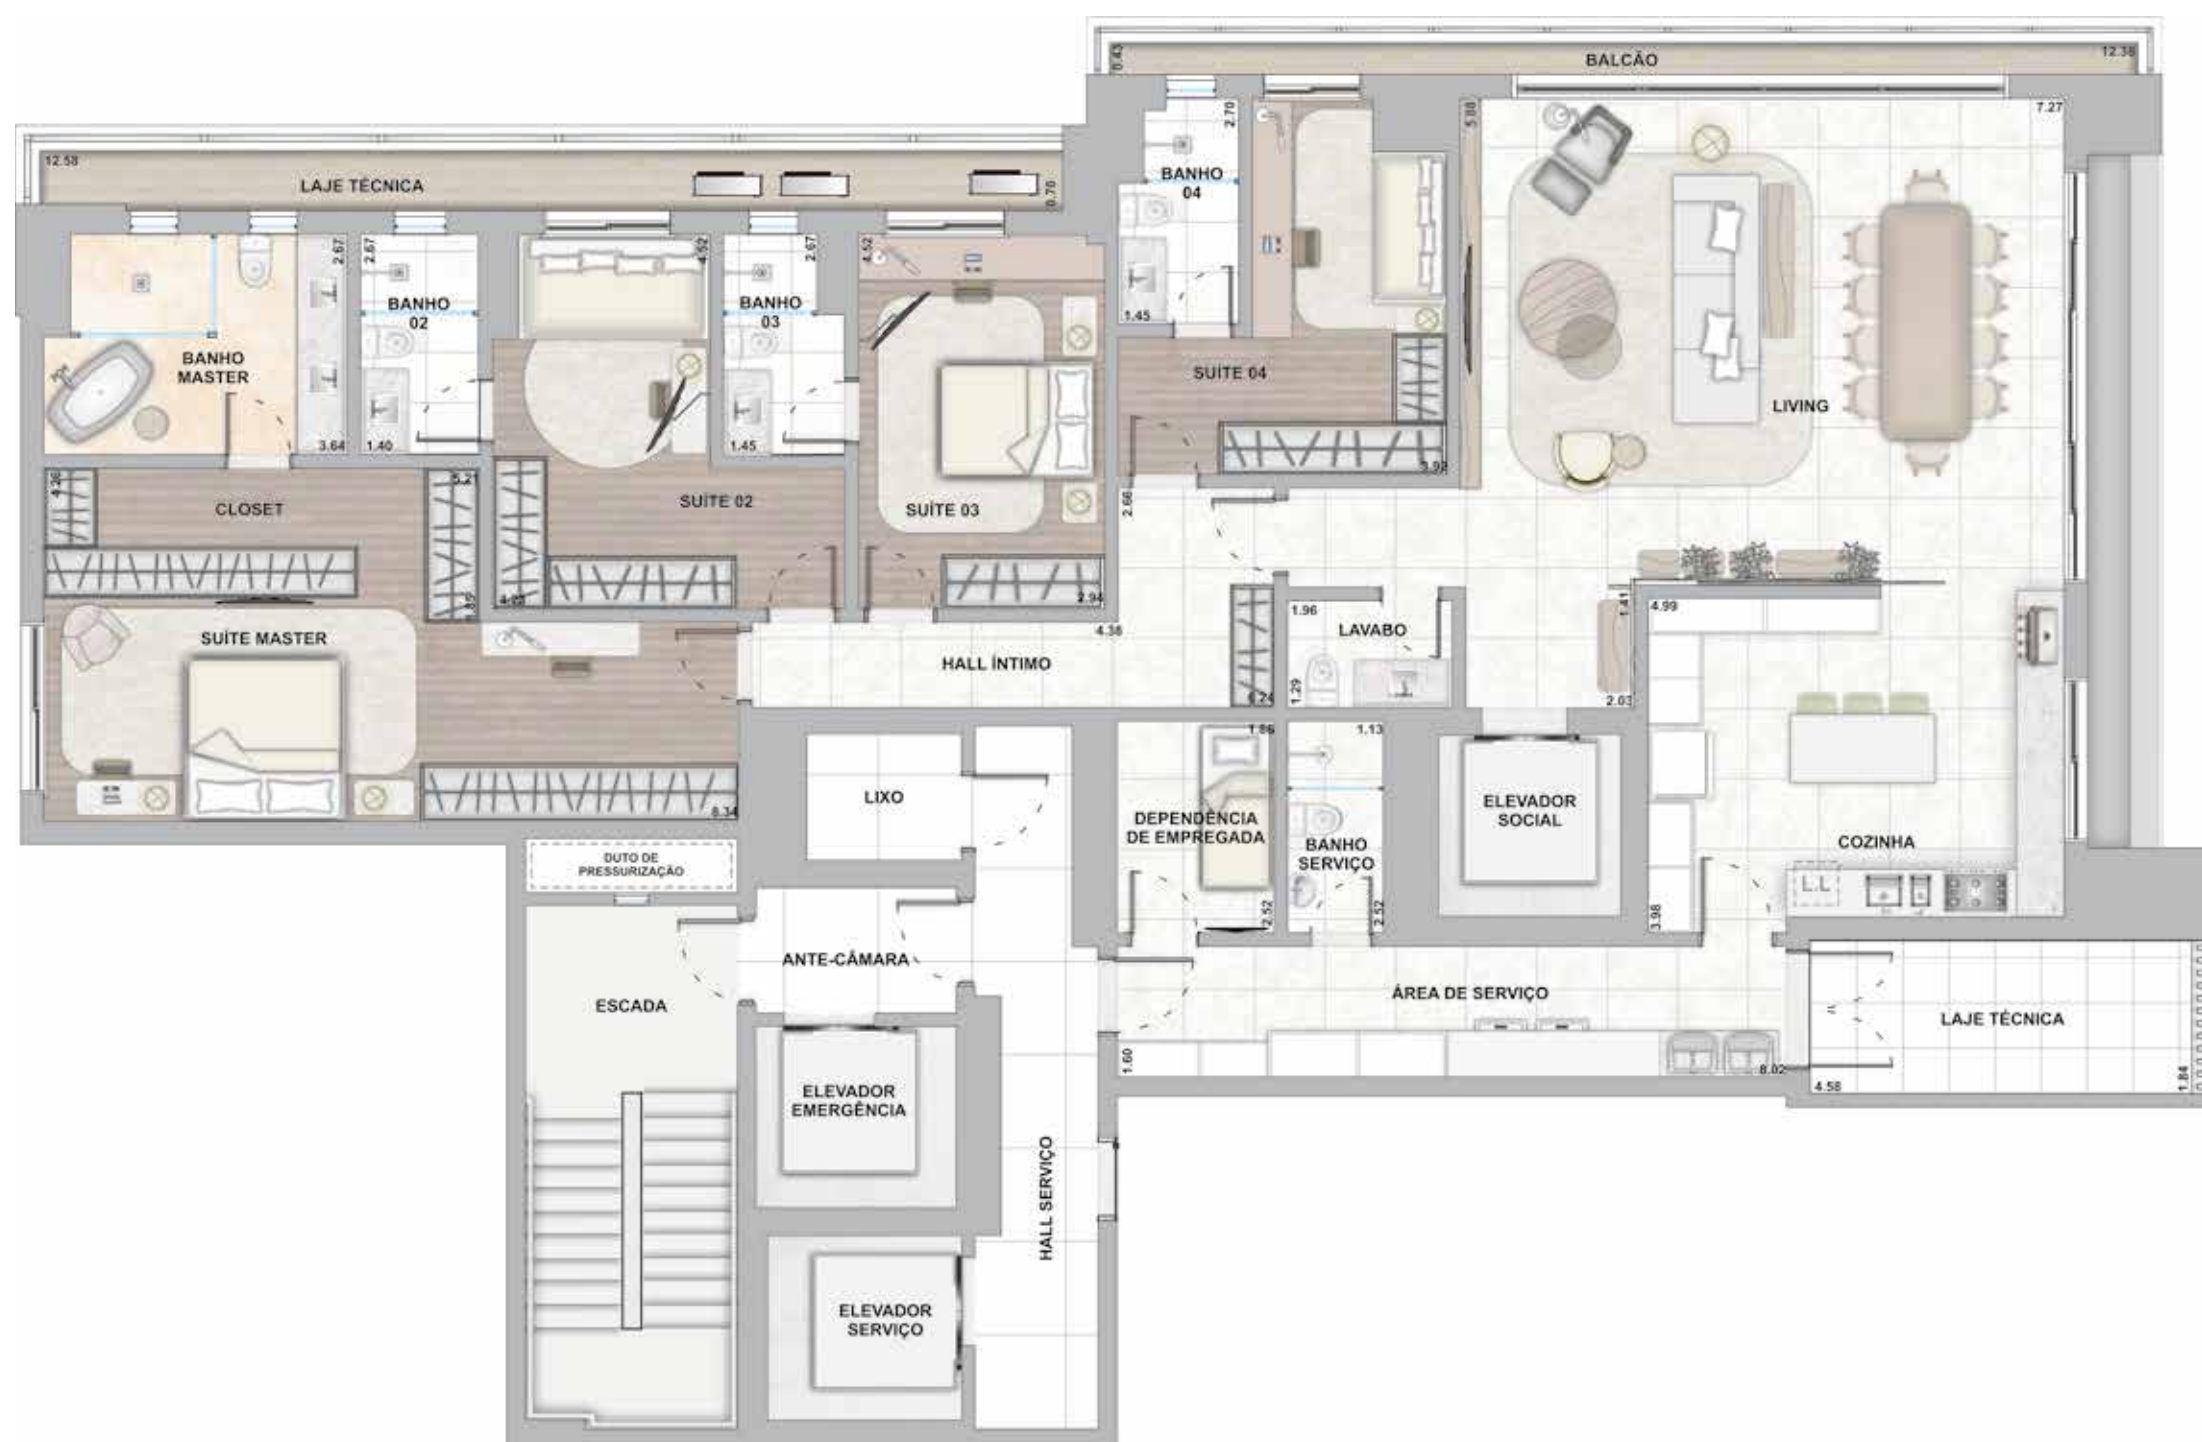 BALCÃO
12.38
0.43
7.27
5.88
2.70
BANHO
04
1.45
12.58
LAJE TÉCNICA
0.70
2.67
2.67
4.52
2.67
4.52
BANHO
02
BANHO
03
BANHO
MASTER
3.64
1.40
1.45
SUÍTE 04
LIVING
3.92
4.26
5.21
CLOSET
SUÍTE 02
SUÍTE 03
2.66
1.85
2.94
SUÍTE MASTER
4.38
HALL ÍNTIMO
6.24
1.96
LAVABO
1.29
1.41
2.03
4.99
1.86
1.13
LIXO
8.34
DEPENDÊNCIA
DE EMPREGADA
BANHO
SERVIÇO
ELEVADOR
SOCIAL
COZINHA
DUTO DE
PRESSURIZAÇÃO
L.L
2.52
2.52
3.98
ANTE-CÂMARA
ESCADA
ÁREA DE SERVIÇO
LAJE TÉCNICA
1.60
8.02
4.58
1.84
ELEVADOR
EMERGÊNCIA
HALL SERVIÇO
ELEVADOR
SERVIÇO